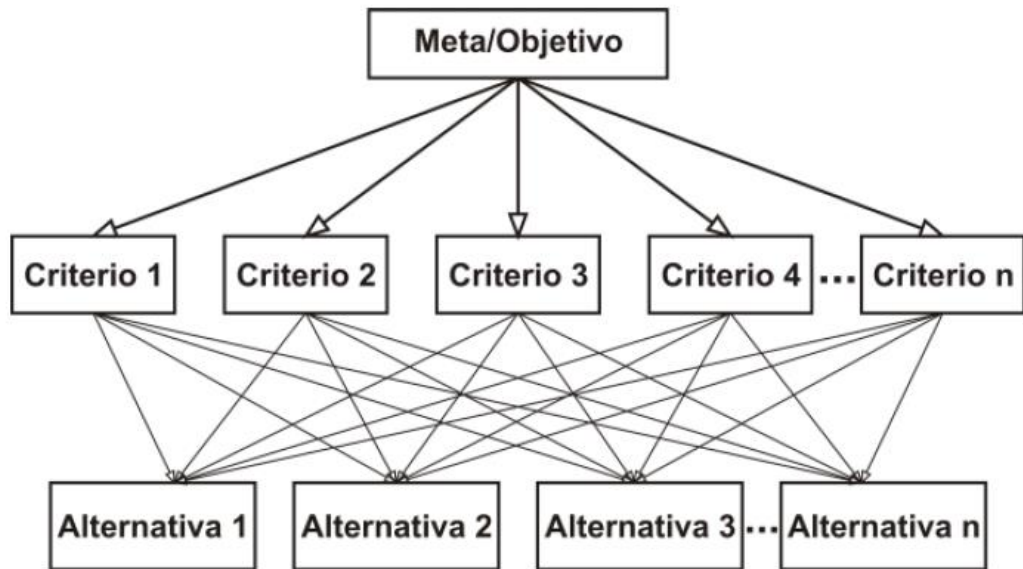 Meta/Objetivo
Criterio 1 Criterio 2 Criterio 3 Criterio 4 ... Criterio n
Alternativa 1 Alternativa 2 Alternativa 3 ... Alternativa n